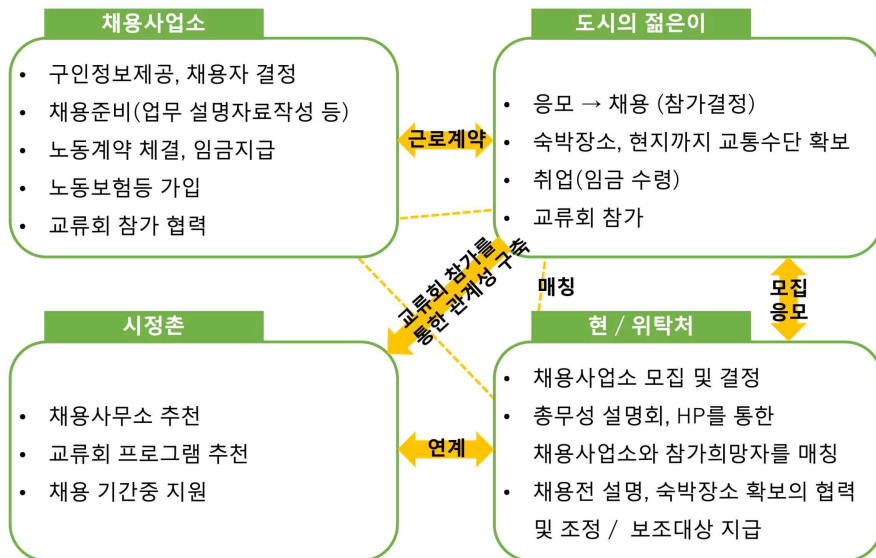 채용사업소
• 구인정보제공, 채용자 결정
• 채용준비(업무 설명자료작성 등)
• 노동계약 체결, 임금지급
• 노동보험등 가입
• 교류회 참가 협력
근로계약
도시의 젊은이
• 응모 → 채용 (참가결정)
• 숙박장소, 현지까지 교통수단 확보
• 취업(임금 수령)
• 교류회 참가
교류회 참가를
통한 관계성 구축
매칭
모집
응모
시정촌
• 채용사무소 추천
• 교류회 프로그램 추천
• 채용 기간중 지원
연계
현 / 위탁처
• 채용사업소 모집 및 결정
• 총무성 설명회, HP를 통한
채용사업소와 참가희망자를 매칭
• 채용전 설명, 숙박장소 확보의 협력
및 조정 / 보조대상 지급